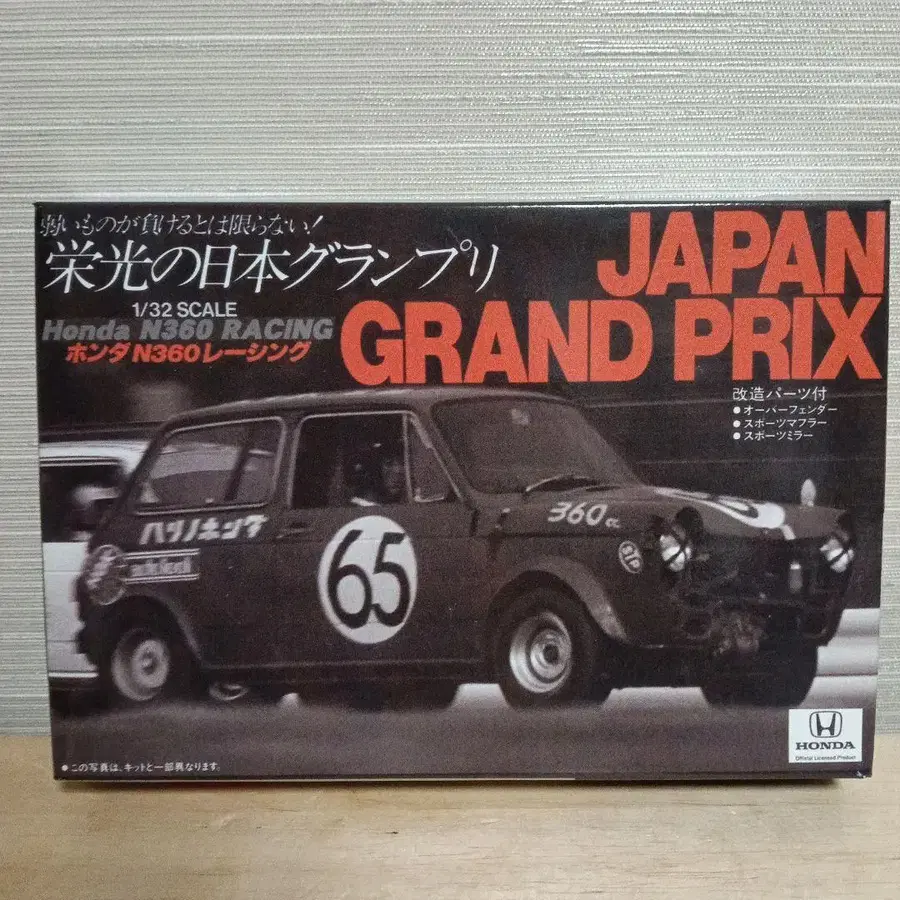 弱いものが負けるとは限らない!
栄光の日本グランプリ
JAPAN
GRAND PRIX
1/32 SCALE
Honda N360 RACING
ホンダN360レーシング
改造パーツ付
●オーバーフェンダー
●スポーツマフラー
●スポーツミラー
360cc
65
HONDA
Official Licensed Product
●この写真は、キットと一部異なります。